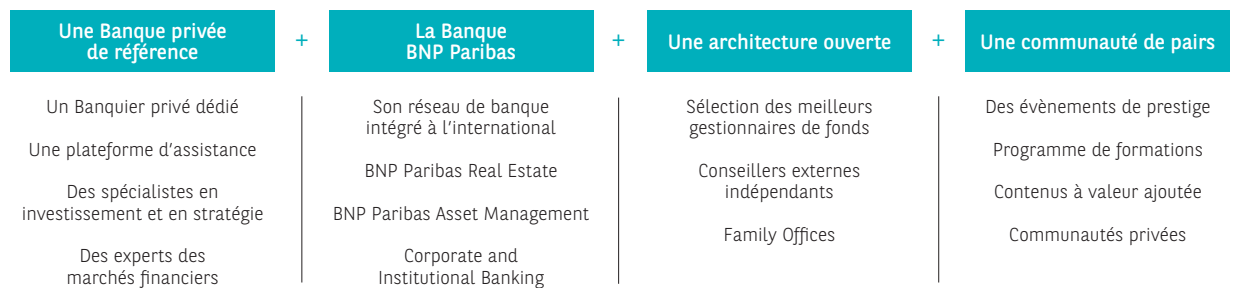 Une Banque privée
de référence
+
La Banque
BNP Paribas
+
Une architecture ouverte
+
Une communauté de pairs
Un Banquier privé dédié
Une plateforme d'assistance
Des spécialistes en
investissement et en stratégie
Des experts des
marchés financiers
Son réseau de banque
intégré à l'international
BNP Paribas Real Estate
BNP Paribas Asset Management
Corporate and
Institutional Banking
Sélection des meilleurs
gestionnaires de fonds
Conseillers externes
indépendants
Family Offices
Des évènements de prestige
Programme de formations
Contenus à valeur ajoutée
Communautés privées